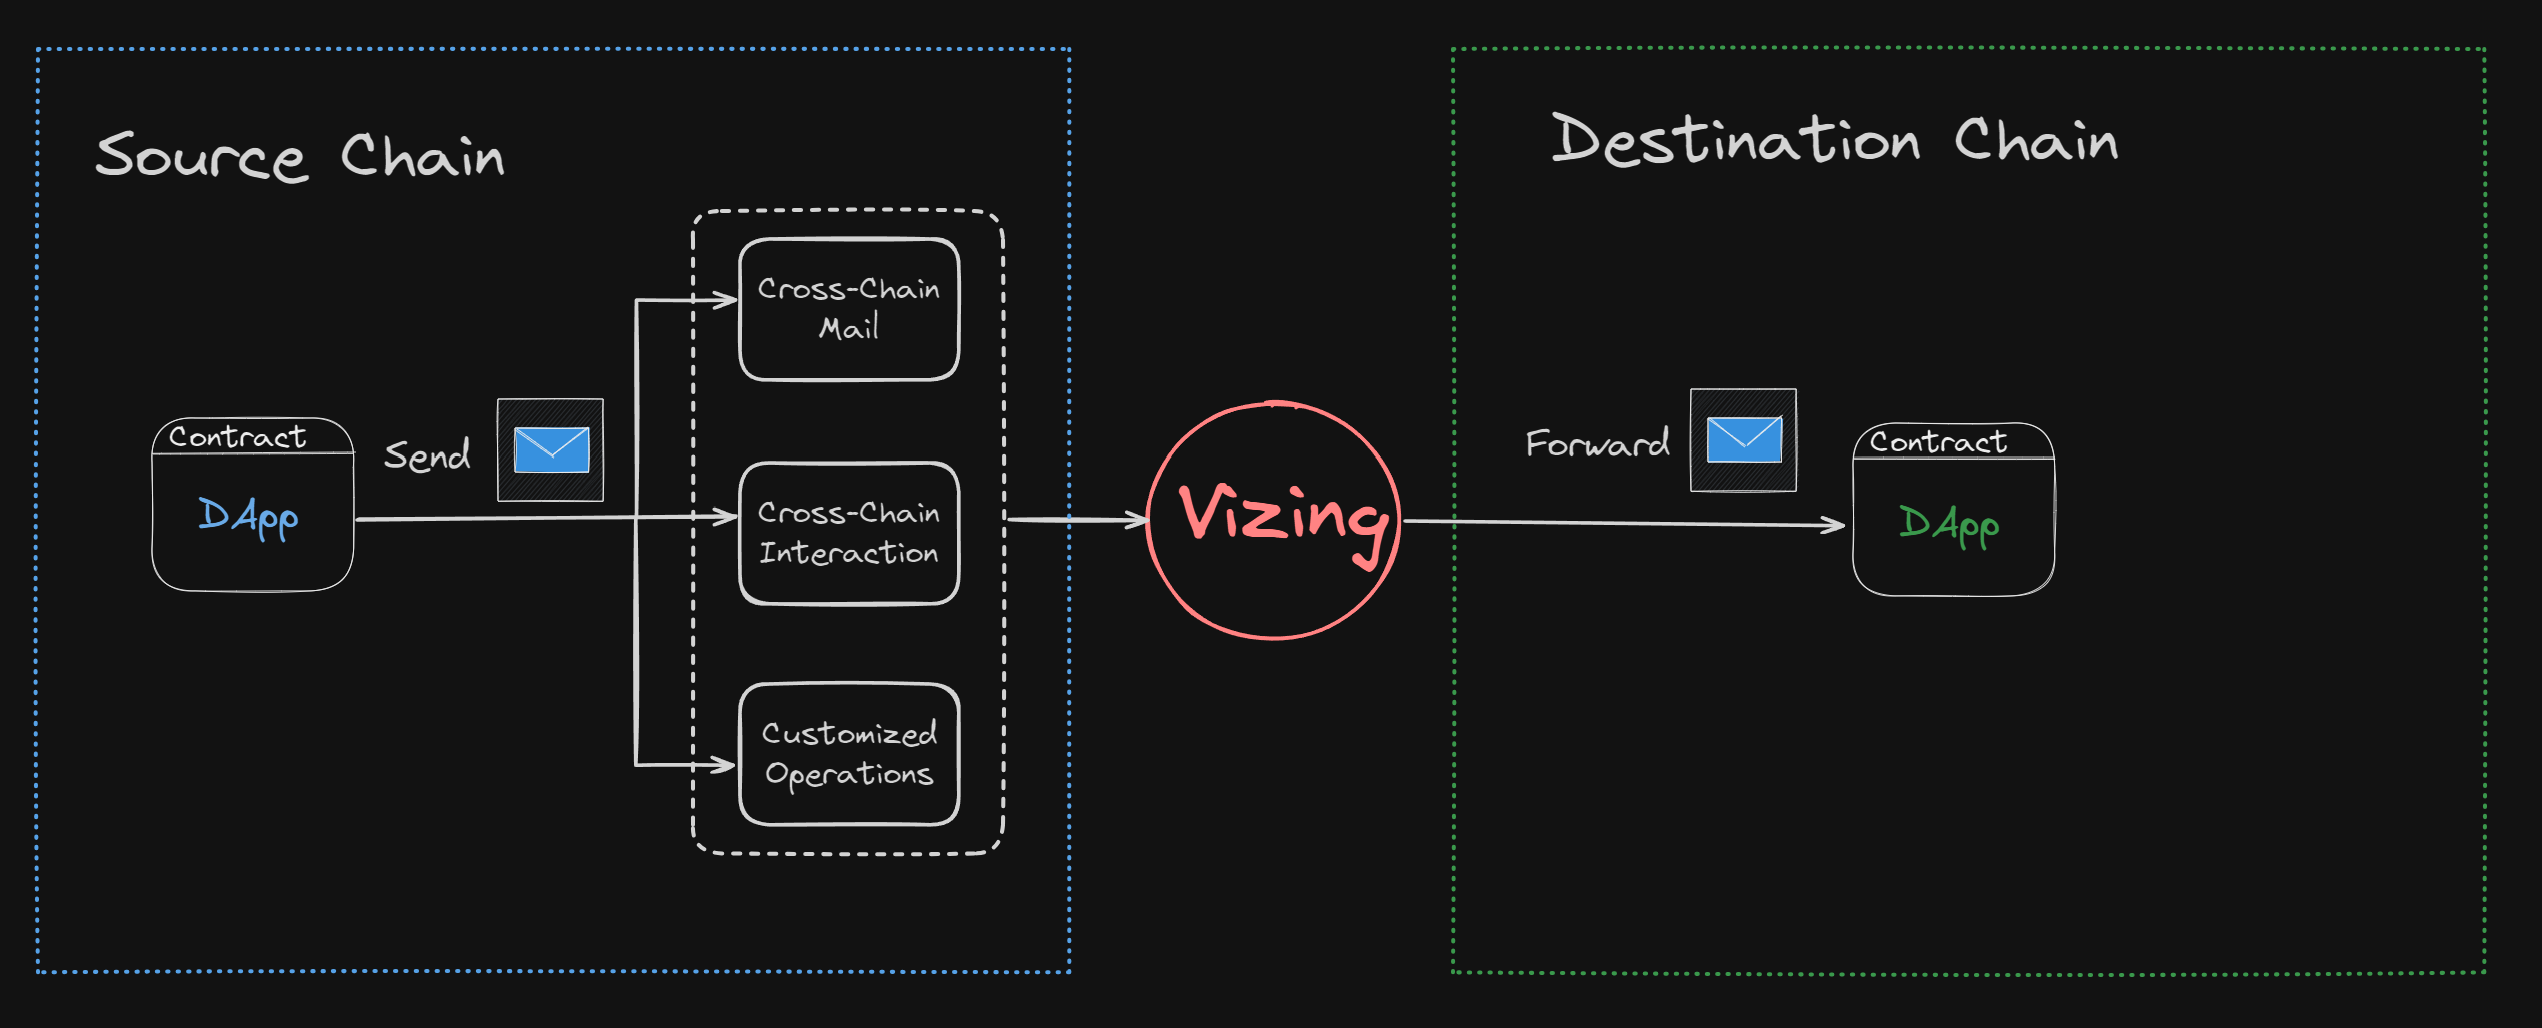 Source Chain
Contract
DApp
Send
Cross-Chain
Mail
Cross-Chain
Interaction
Customized
Operations
Vizing
Destination Chain
Forward
Contract
DApp